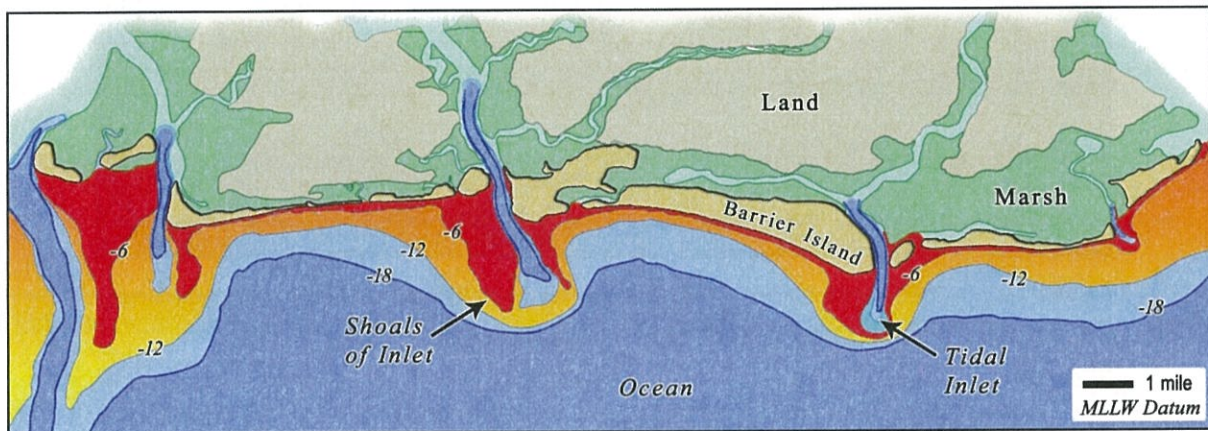 Land
Marsh
Barrier Island
-6
-12
-6
-12
-18
-6
-12
-18
-12
Shoals
of Inlet
Tidal
Inlet
Ocean
1 mile
MLLW Datum